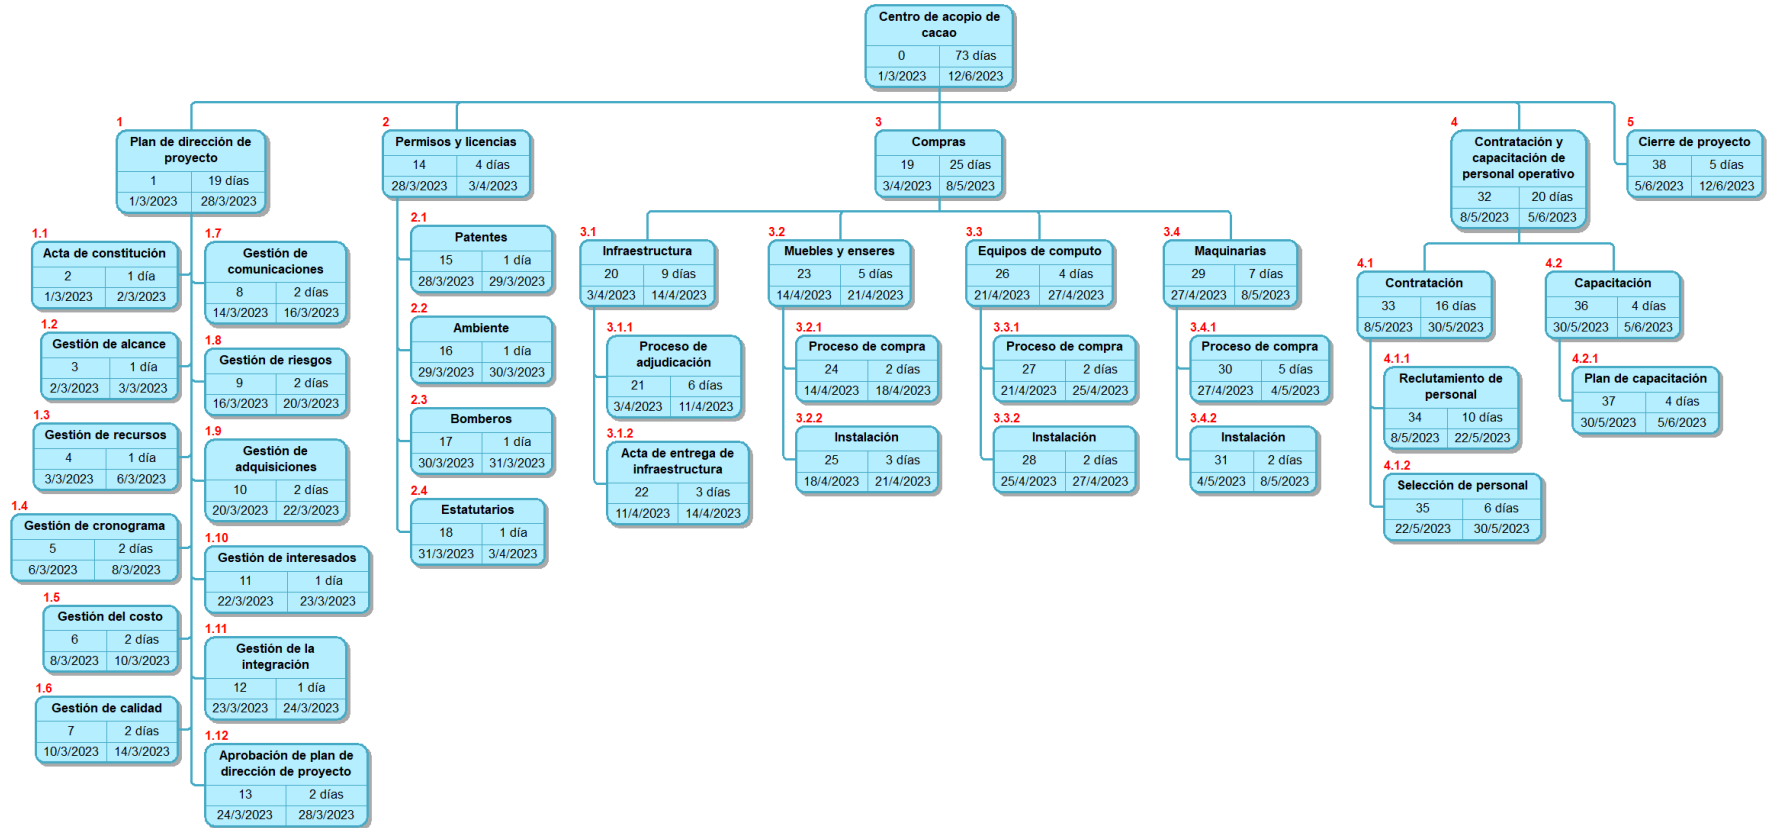 Centro de acopio de
cacao
0 73 días
1/3/2023 12/6/2023
1
Plan de dirección de
proyecto
1 19 días
1/3/2023 28/3/2023
1.1
Acta de constitución
2 1 día
1/3/2023 2/3/2023
1.2
Gestión de alcance
3 1 día
2/3/2023 3/3/2023
1.3
Gestión de recursos
4 1 día
3/3/2023 6/3/2023
1.4
Gestión de cronograma
5 2 días
6/3/2023 8/3/2023
1.5
Gestión del costo
6 2 días
8/3/2023 10/3/2023
1.6
Gestión de calidad
7 2 días
10/3/2023 14/3/2023
1.7
Gestión de
comunicaciones
8 2 días
14/3/2023 16/3/2023
1.8
Gestión de riesgos
9 2 días
16/3/2023 20/3/2023
1.9
Gestión de
adquisiciones
10 2 días
20/3/2023 22/3/2023
1.10
Gestión de interesados
11 1 día
22/3/2023 23/3/2023
1.11
Gestión de la
integración
12 1 día
23/3/2023 24/3/2023
1.12
Aprobación de plan de
dirección de proyecto
13 2 días
24/3/2023 28/3/2023
2
Permisos y licencias
14 4 días
28/3/2023 3/4/2023
2.1
Patentes
15 1 día
28/3/2023 29/3/2023
2.2
Ambiente
16 1 día
29/3/2023 30/3/2023
2.3
Bomberos
17 1 día
30/3/2023 31/3/2023
2.4
Estatutarios
18 1 día
31/3/2023 3/4/2023
3
Compras
19 25 días
3/4/2023 8/5/2023
3.1
Infraestructura
20 9 días
3/4/2023 14/4/2023
3.1.1
Proceso de
adjudicación
21 6 días
3/4/2023 11/4/2023
3.1.2
Acta de entrega de
infraestructura
22 3 días
11/4/2023 14/4/2023
3.2
Muebles y enseres
23 5 días
14/4/2023 21/4/2023
3.2.1
Proceso de compra
24 2 días
14/4/2023 18/4/2023
3.2.2
Instalación
25 3 días
18/4/2023 21/4/2023
3.3
Equipos de computo
26 4 días
21/4/2023 27/4/2023
3.3.1
Proceso de compra
27 2 días
21/4/2023 25/4/2023
3.3.2
Instalación
28 2 días
25/4/2023 27/4/2023
3.4
Maquinarias
29 7 días
27/4/2023 8/5/2023
3.4.1
Proceso de compra
30 5 días
27/4/2023 4/5/2023
3.4.2
Instalación
31 2 días
4/5/2023 8/5/2023
4
Contratación y
capacitación de
personal operativo
32 20 días
8/5/2023 5/6/2023
4.1
Contratación
33 16 días
8/5/2023 30/5/2023
4.1.1
Reclutamiento de
personal
34 10 días
8/5/2023 22/5/2023
4.1.2
Selección de personal
35 6 días
22/5/2023 30/5/2023
4.2
Capacitación
36 4 días
30/5/2023 5/6/2023
4.2.1
Plan de capacitación
37 4 días
30/5/2023 5/6/2023
5
Cierre de proyecto
38 5 días
5/6/2023 12/6/2023